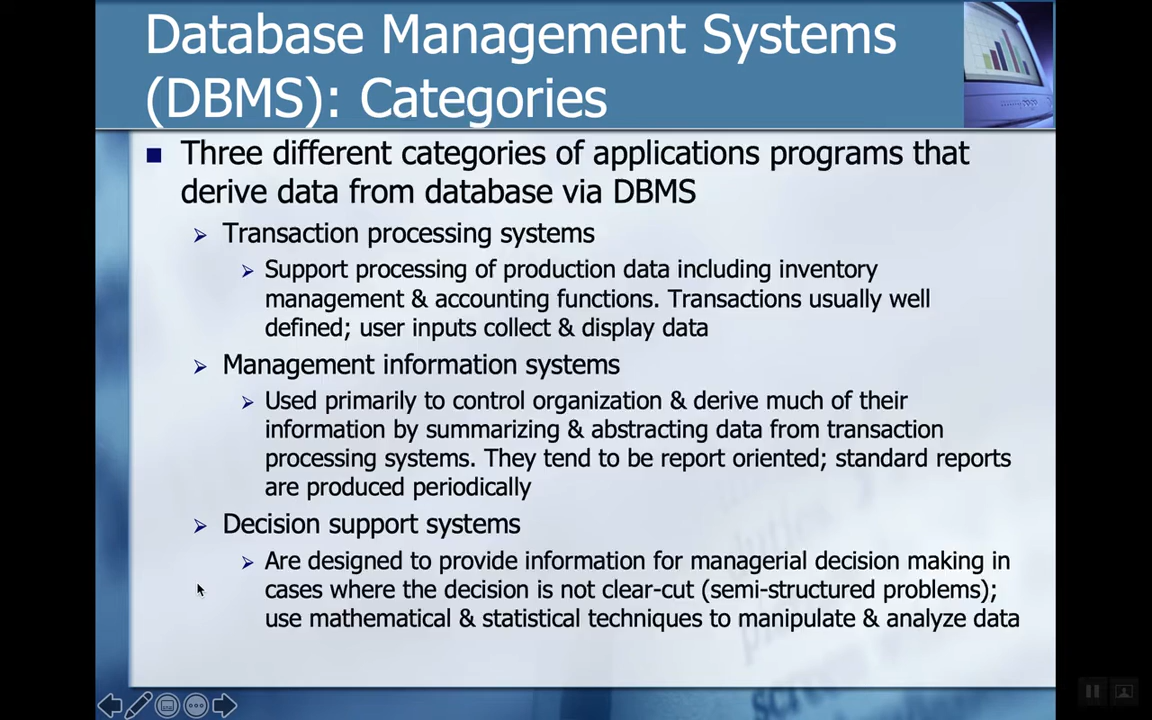 Database Management Systems
(DBMS): Categories
Three different categories of applications programs that
derive data from database via DBMS
Transaction processing systems
Support processing of production data including inventory
management & accounting functions. Transactions usually well
defined; user inputs collect & display data
Management information systems
Used primarily to control organization & derive much of their
information by summarizing & abstracting data from transaction
processing systems. They tend to be report oriented; standard reports
are produced periodically
Decision support systems
Are designed to provide information for managerial decision making in
cases where the decision is not clear-cut (semi-structured problems);
use mathematical & statistical techniques to manipulate & analyze data